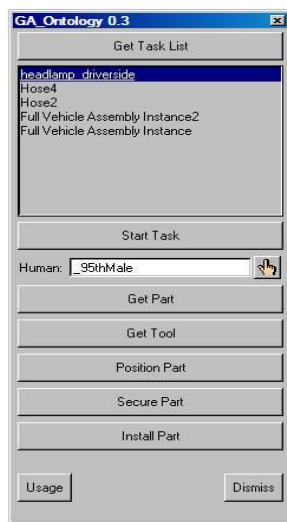 GA_Ontology 0.3
Get Task List
headlamp_driverside
Hose4
Hose2
Full Vehicle Assembly Instance2
Full Vehicle Assembly Instance
Start Task
Human: _95thMale
Get Part
Get Tool
Position Part
Secure Part
Install Part
Usage Dismiss